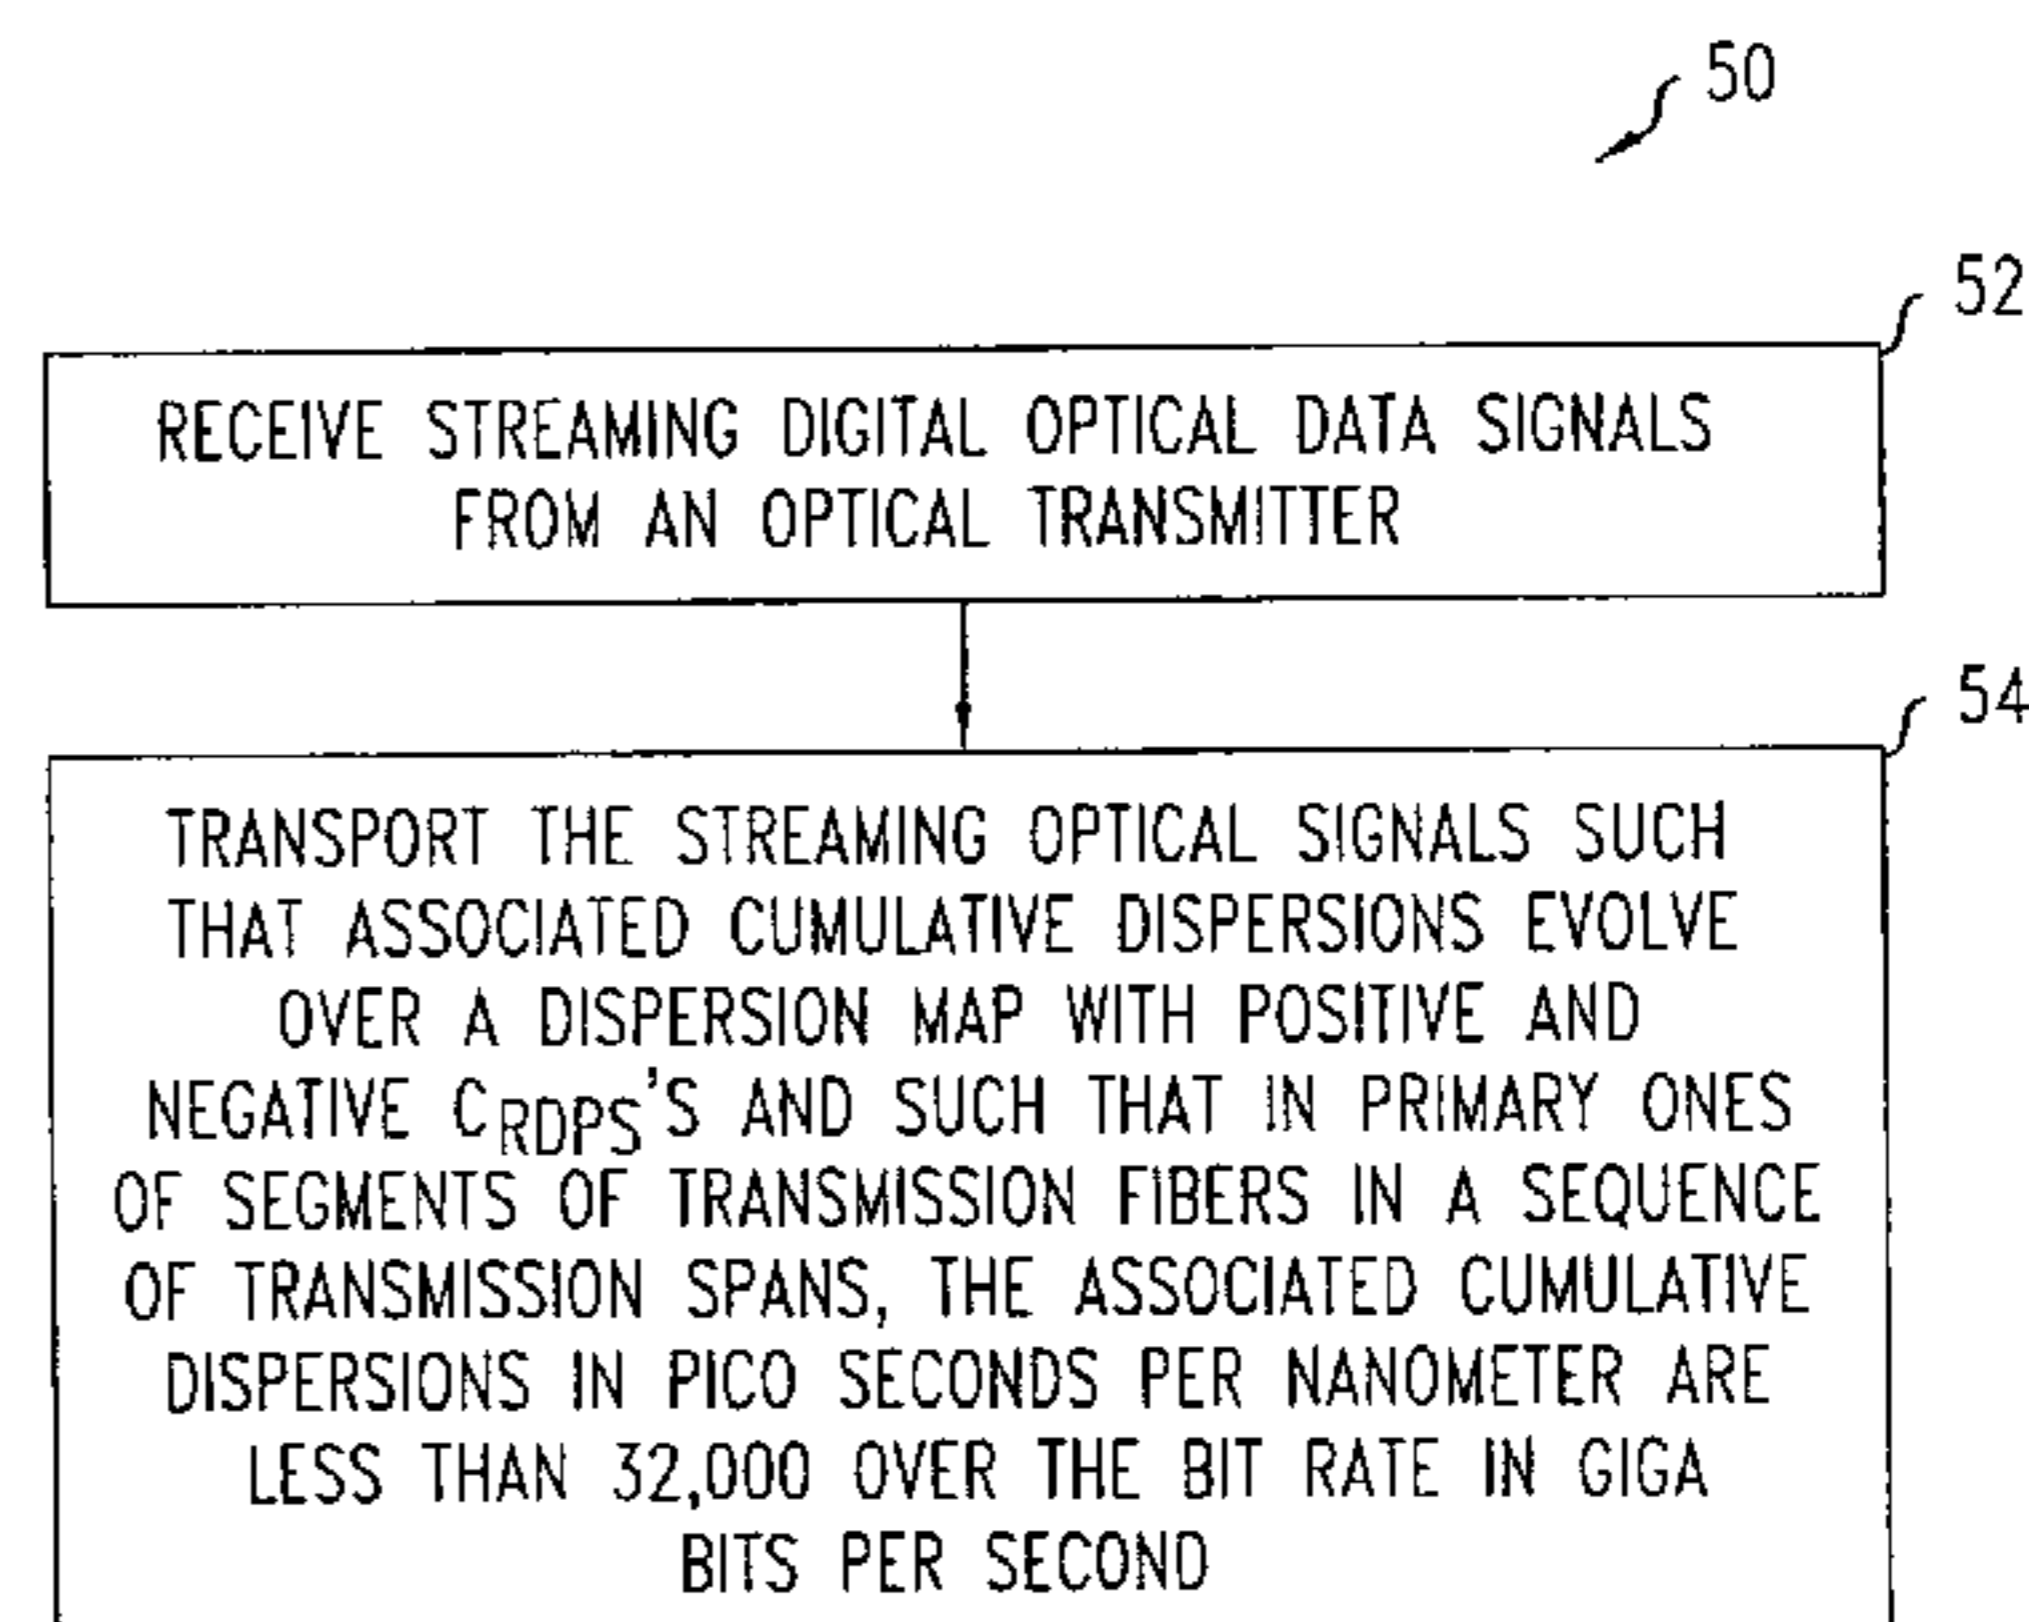 50
52
RECEIVE STREAMING DIGITAL OPTICAL DATA SIGNALS
FROM AN OPTICAL TRANSMITTER
54
TRANSPORT THE STREAMING OPTICAL SIGNALS SUCH
THAT ASSOCIATED CUMULATIVE DISPERSIONS EVOLVE
OVER A DISPERSION MAP WITH POSITIVE AND
NEGATIVE CRDPS'S AND SUCH THAT IN PRIMARY ONES
OF SEGMENTS OF TRANSMISSION FIBERS IN A SEQUENCE
OF TRANSMISSION SPANS, THE ASSOCIATED CUMULATIVE
DISPERSIONS IN PICO SECONDS PER NANOMETER ARE
LESS THAN 32,000 OVER THE BIT RATE IN GIGA
BITS PER SECOND